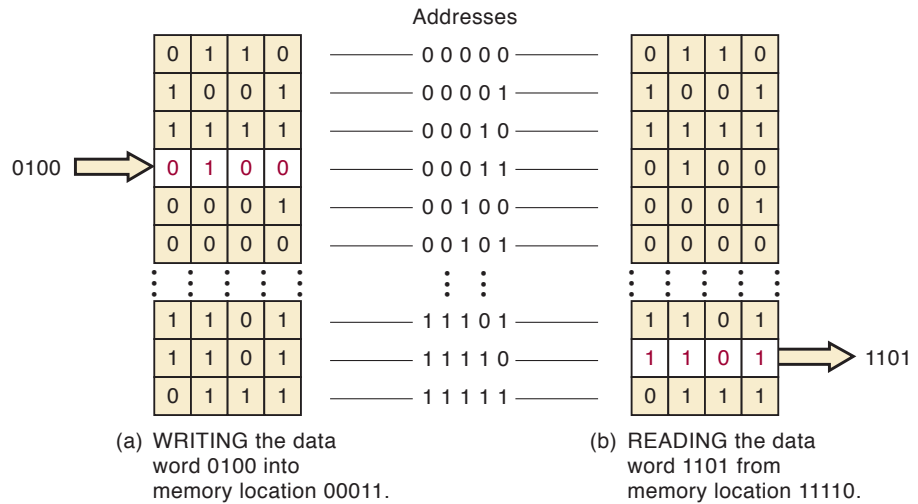 Addresses
0 1 1 0 0 0 0 0 0 0 1 1 0
1 0 0 1 0 0 0 0 1 1 0 0 1
1 1 1 1 0 0 0 1 0 1 1 1 1
0100 0 1 0 0 0 0 0 1 1 0 1 0 0
0 0 0 1 0 0 1 0 0 0 0 0 1
0 0 0 0 0 0 1 0 1 0 0 0 0
1 1 0 1 1 1 1 0 1 1 1 0 1
1 1 0 1 1 1 1 1 0 1 1 0 1 1101
0 1 1 1 1 1 1 1 1 0 1 1 1
(a) WRITING the data
word 0100 into
memory location 00011.
(b) READING the data
word 1101 from
memory location 11110.